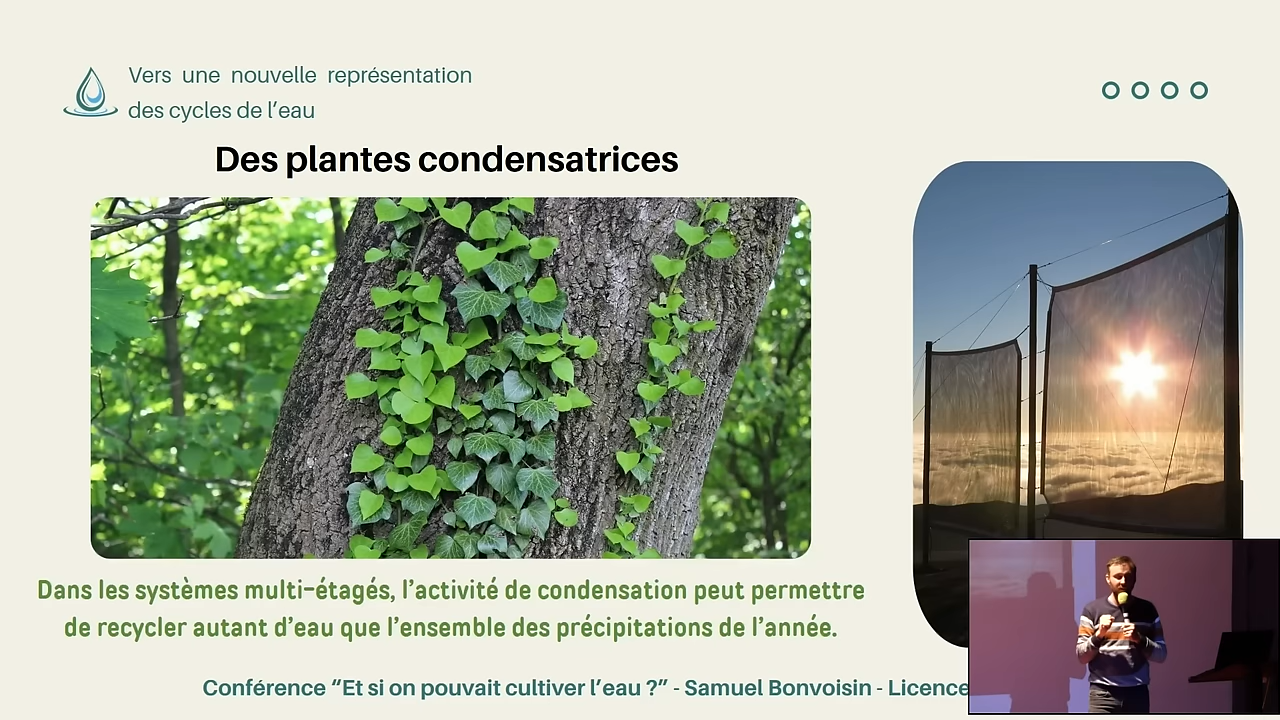 Vers une nouvelle représentation
des cycles de l’eau
Des plantes condensatrices
Dans les systèmes multi-étagés, l’activité de condensation peut permettre
de recycler autant d’eau que l’ensemble des précipitations de l’année.
Conférence “Et si on pouvait cultiver l’eau ?” - Samuel Bonvoisin - Licence